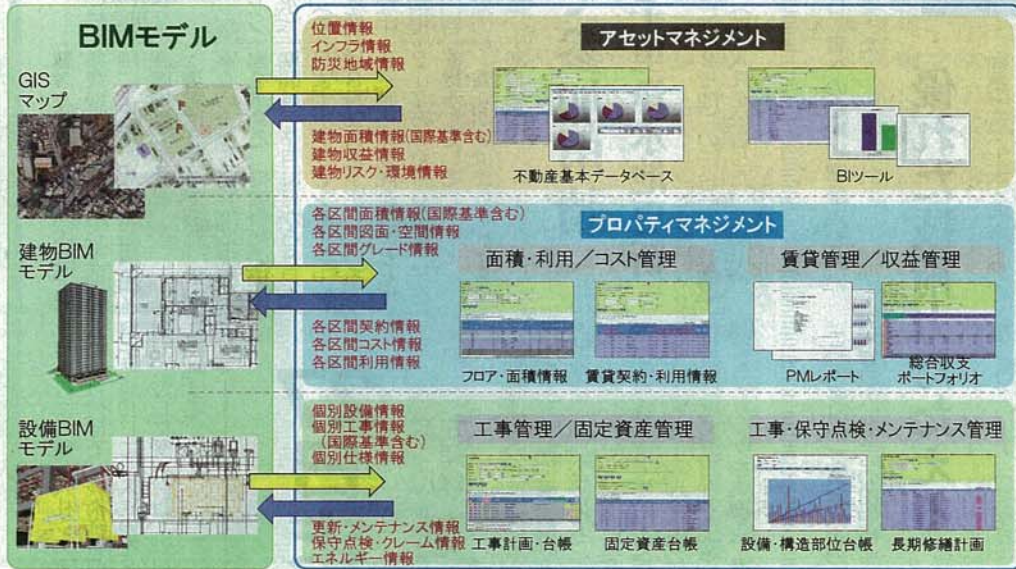 BIMモデル
GIS
マップ
建物BIM
モデル
設備BIM
モデル
位置情報
インフラ情報
防災地域情報
建物面積情報(国際基準含む)
建物収益情報
建物リスク・環境情報
アセットマネジメント
不動産基本データベース
BIツール
各区間面積情報(国際基準含む)
各区間図面・空間情報
各区間グレード情報
各区間契約情報
各区間コスト情報
各区間利用情報
プロパティマネジメント
面積・利用／コスト管理
賃貸管理／収益管理
フロア・面積情報
賃貸契約・利用情報
PMレポート
総合収支
ポートフォリオ
個別設備情報
個別工事情報
(国際基準含む)
個別仕様情報
更新・メンテナンス情報
保守点検・クレーム情報
エネルギー情報
工事管理／固定資産管理
工事・保守点検・メンテナンス管理
工事計画・台帳
固定資産台帳
設備・構造部位台帳
長期修繕計画